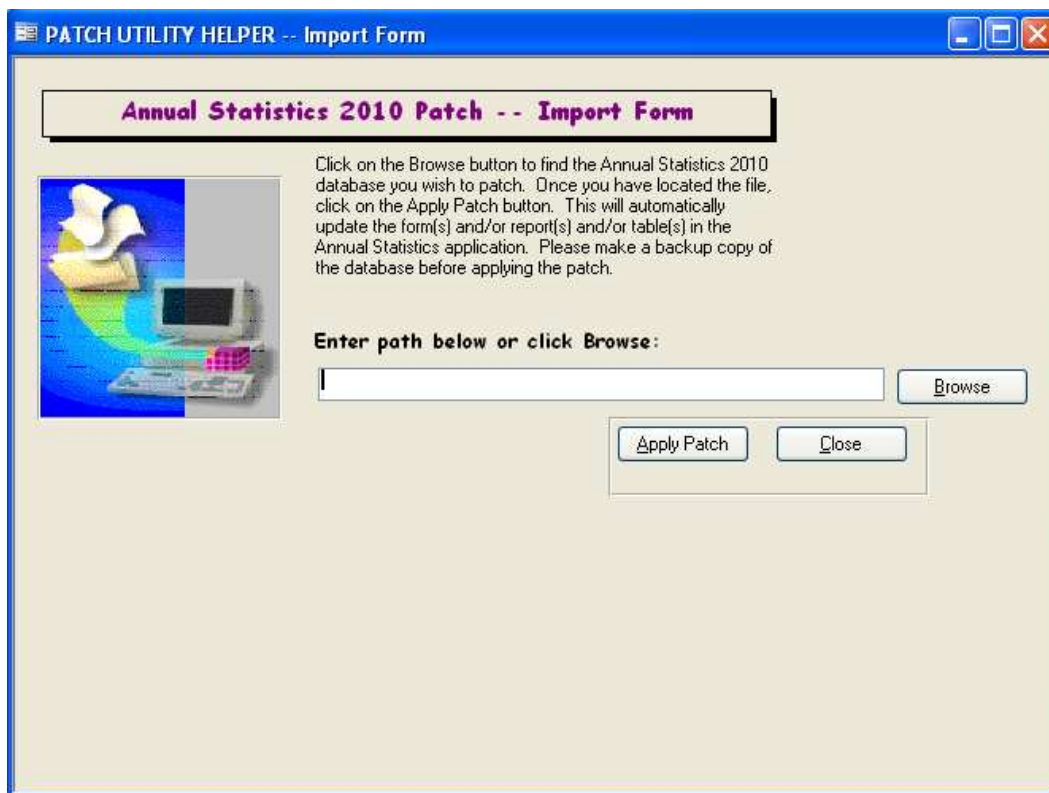 PATCH UTILITY HELPER -- Import Form
Annual Statistics 2010 Patch -- Import Form
Click on the Browse button to find the Annual Statistics 2010
database you wish to patch. Once you have located the file,
click on the Apply Patch button. This will automatically
update the form(s) and/or report(s) and/or table(s) in the
Annual Statistics application. Please make a backup copy of
the database before applying the patch.
Enter path below or click Browse:
Browse
Apply Patch
Close